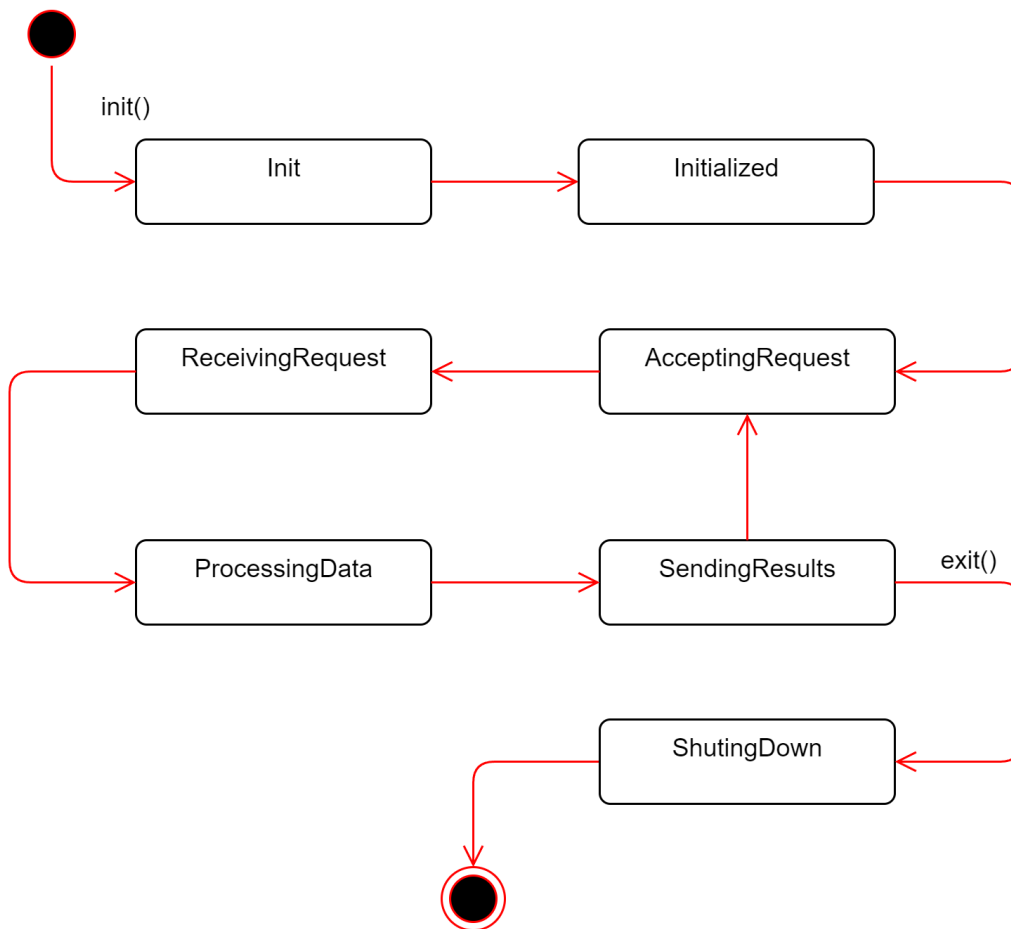 init()
Init
Initialized
ReceivingRequest
AcceptingRequest
ProcessingData
SendingResults
exit()
ShutingDown